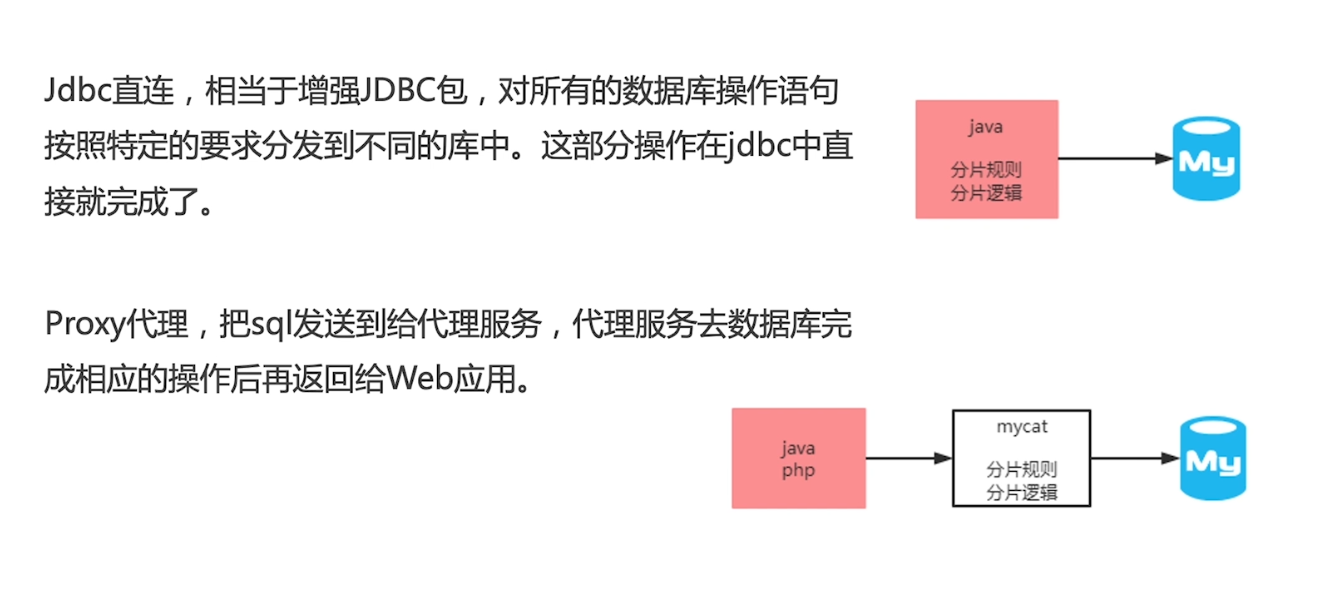 Jdbc直连，相当于增强JDBC包，对所有的数据库操作语句
按照特定的要求分发到不同的库中。这部分操作在jdbc中直
接就完成了。
java
分片规则
分片逻辑
My
Proxy代理，把sql发送到给代理服务，代理服务去数据库完
成相应的操作后再返回给Web应用。
java
php
mycat
分片规则
分片逻辑
My